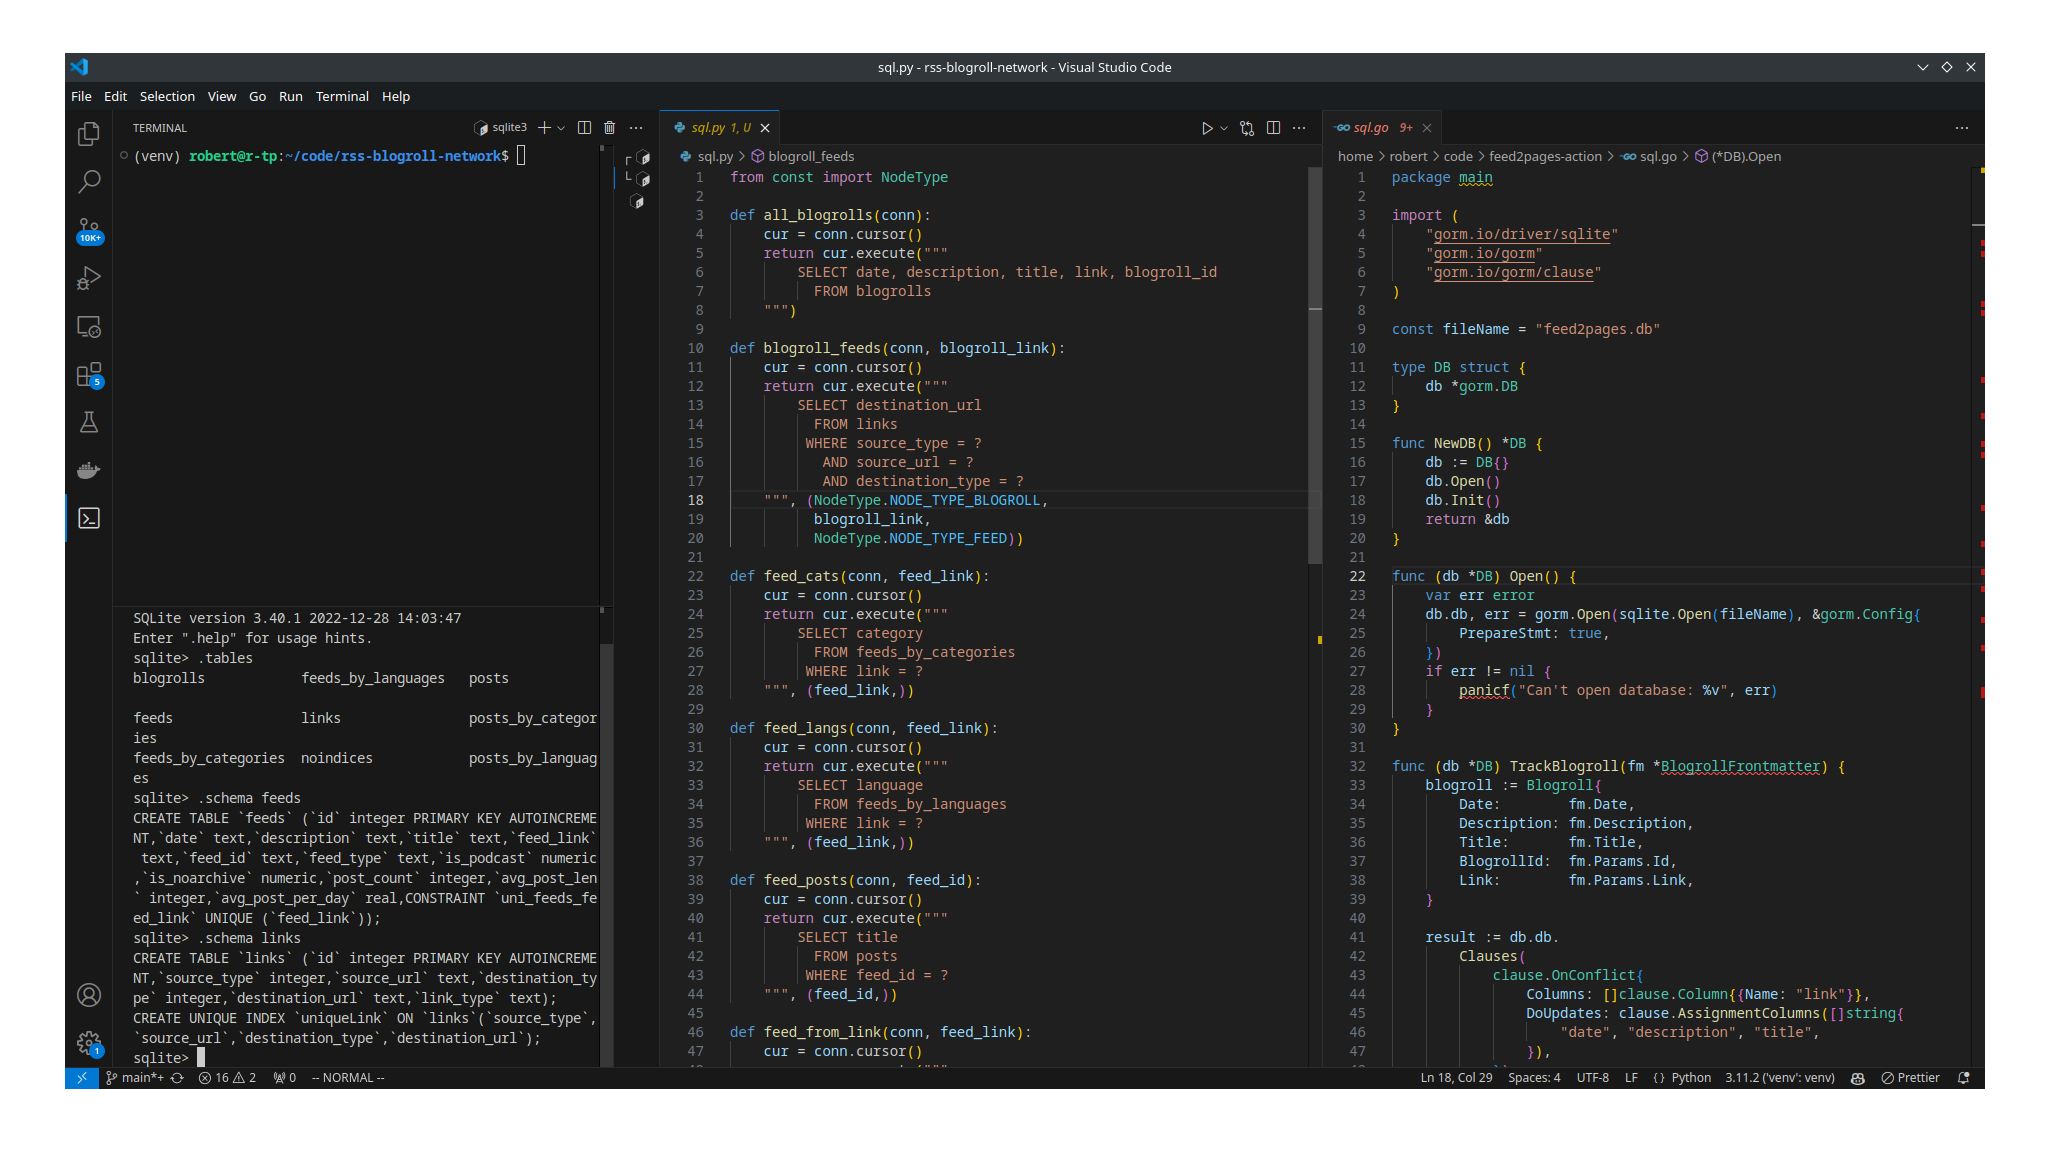 sql.py - rss-blogroll-network - Visual Studio Code
File Edit Selection View Go Run Terminal Help
TERMINAL
sqlite3
(venv) robert@r-tp:~/code/rss-blogroll-network$
10K+
5
1
SQLite version 3.40.1 2022-12-28 14:03:47
Enter ".help" for usage hints.
sqlite> .tables
blogrolls feeds_by_languages posts
feeds links posts_by_categor
ies
feeds_by_categories noindices posts_by_languag
es
sqlite> .schema feeds
CREATE TABLE `feeds` (`id` integer PRIMARY KEY AUTOINCREME
NT,`date` text,`description` text,`title` text,`feed_link`
text,`feed_id` text,`feed_type` text,`is_podcast` numeric
,`is_noarchive` numeric,`post_count` integer,`avg_post_len
` integer,`avg_post_per_day` real,CONSTRAINT `uni_feeds_fe
ed_link` UNIQUE (`feed_link`));
sqlite> .schema links
CREATE TABLE `links` (`id` integer PRIMARY KEY AUTOINCREME
NT,`source_type` integer,`source_url` text,`destination_ty
pe` integer,`destination_url` text,`link_type` text);
CREATE UNIQUE INDEX `uniqueLink` ON `links`(`source_type`,
`source_url`,`destination_type`,`destination_url`);
sqlite>
sql.py 1, U
sql.py > blogroll_feeds
1 from const import NodeType
2
3 def all_blogrolls(conn):
4 cur = conn.cursor()
5 return cur.execute("""
6 SELECT date, description, title, link, blogroll_id
7 FROM blogrolls
8 """)
9
10 def blogroll_feeds(conn, blogroll_link):
11 cur = conn.cursor()
12 return cur.execute("""
13 SELECT destination_url
14 FROM links
15 WHERE source_type = ?
16 AND source_url = ?
17 AND destination_type = ?
18 """, (NodeType.NODE_TYPE_BLOGROLL,
19 blogroll_link,
20 NodeType.NODE_TYPE_FEED))
21
22 def feed_cats(conn, feed_link):
23 cur = conn.cursor()
24 return cur.execute("""
25 SELECT category
26 FROM feeds_by_categories
27 WHERE link = ?
28 """, (feed_link,))
29
30 def feed_langs(conn, feed_link):
31 cur = conn.cursor()
32 return cur.execute("""
33 SELECT language
34 FROM feeds_by_languages
35 WHERE link = ?
36 """, (feed_link,))
37
38 def feed_posts(conn, feed_id):
39 cur = conn.cursor()
40 return cur.execute("""
41 SELECT title
42 FROM posts
43 WHERE feed_id = ?
44 """, (feed_id,))
45
46 def feed_from_link(conn, feed_link):
47 cur = conn.cursor()
sql.go 9+
home > robert > code > feed2pages-action > sql.go > (*DB).Open
1 package main
2
3 import (
4 "gorm.io/driver/sqlite"
5 "gorm.io/gorm"
6 "gorm.io/gorm/clause"
7 )
8
9 const fileName = "feed2pages.db"
10
11 type DB struct {
12 db *gorm.DB
13 }
14
15 func NewDB() *DB {
16 db := DB{}
17 db.Open()
18 db.Init()
19 return &db
20 }
21
22 func (db *DB) Open() {
23 var err error
24 db.db, err = gorm.Open(sqlite.Open(fileName), &gorm.Config{
25 PrepareStmt: true,
26 })
27 if err != nil {
28 panicf("Can't open database: %v", err)
29 }
30 }
31
32 func (db *DB) TrackBlogroll(fm *BlogrollFrontmatter) {
33 blogroll := Blogroll{
34 Date: fm.Date,
35 Description: fm.Description,
36 Title: fm.Title,
37 BlogrollId: fm.Params.Id,
38 Link: fm.Params.Link,
39 }
40
41 result := db.db.
42 Clauses(
43 clause.OnConflict{
44 Columns: []clause.Column{{Name: "link"}},
45 DoUpdates: clause.AssignmentColumns([]string{
46 "date", "description", "title",
47 }),
main*+ 16 2 0 -- NORMAL -- Ln 18, Col 29 Spaces: 4 UTF-8 LF { } Python 3.11.2 ('venv': venv) Prettier